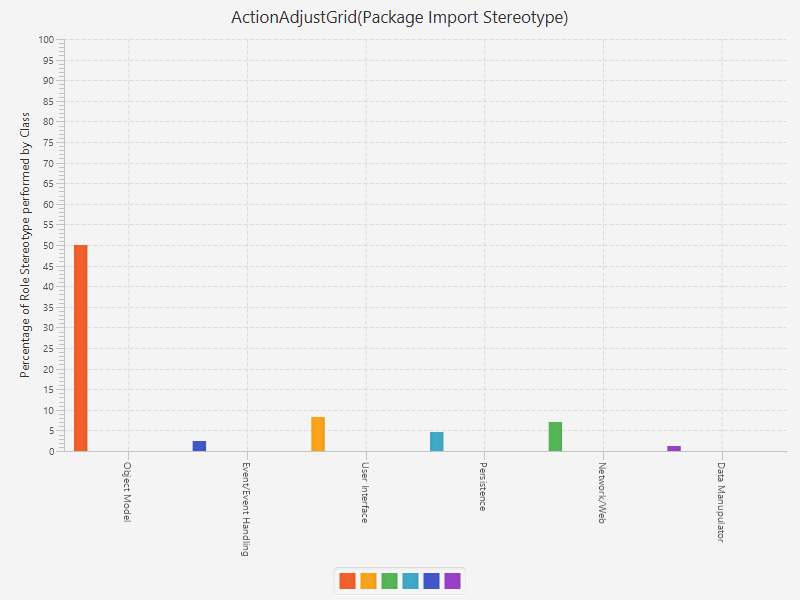 ActionAdjustGrid(Package Import Stereotype)
Percentage of Role Stereotype performed by Class
100
95
90
85
80
75
70
65
60
55
50
45
40
35
30
25
20
15
10
5
0
Object Model
Event/Event Handling
User Interface
Persistence
Network/Web
Data Manupulator